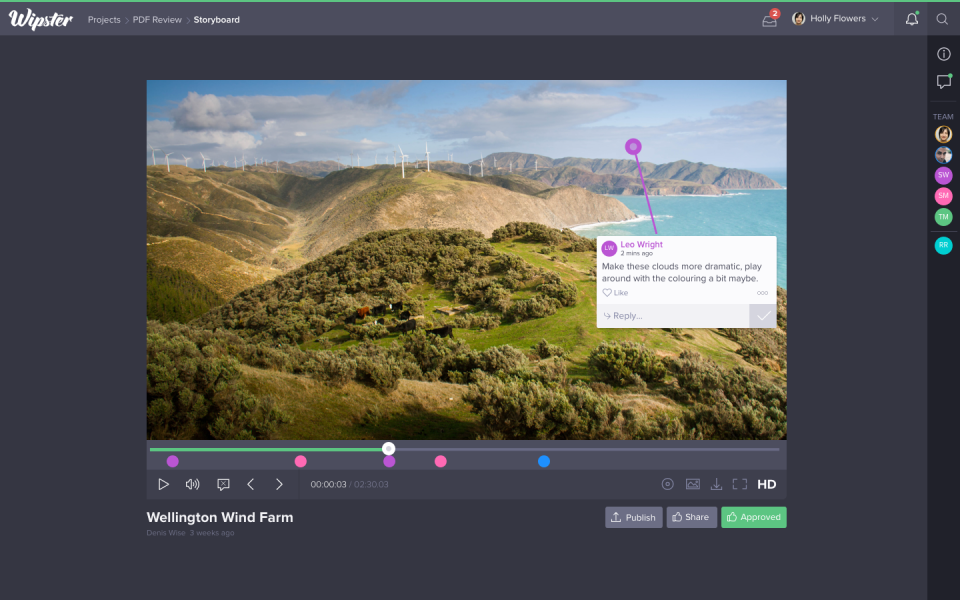 Wipster
Projects > PDF Review > Storyboard
2
Holly Flowers
TEAM
SW
SM
TM
RR
LW
Leo Wright
2 mins ago
Make these clouds more dramatic, play
around with the colouring a bit maybe.
Like
Reply...
00:00:03 / 02:30.03
HD
Wellington Wind Farm
Denis Wise 3 weeks ago
Publish
Share
Approved